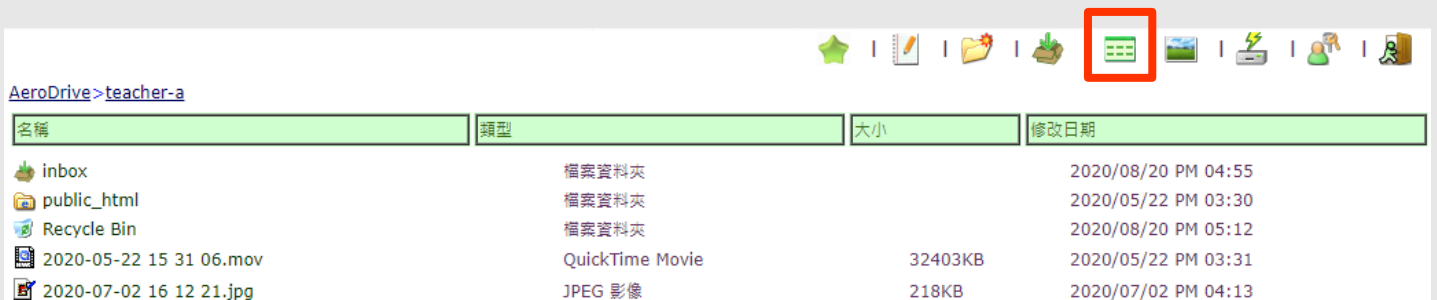 AeroDrive>teacher-a
名稱 類型 大小 修改日期
inbox 檔案資料夾 2020/08/20 PM 04:55
public_html 檔案資料夾 2020/05/22 PM 03:30
Recycle Bin 檔案資料夾 2020/08/20 PM 05:12
2020-05-22 15 31 06.mov QuickTime Movie 32403KB 2020/05/22 PM 03:31
2020-07-02 16 12 21.jpg JPEG 影像 218KB 2020/07/02 PM 04:13